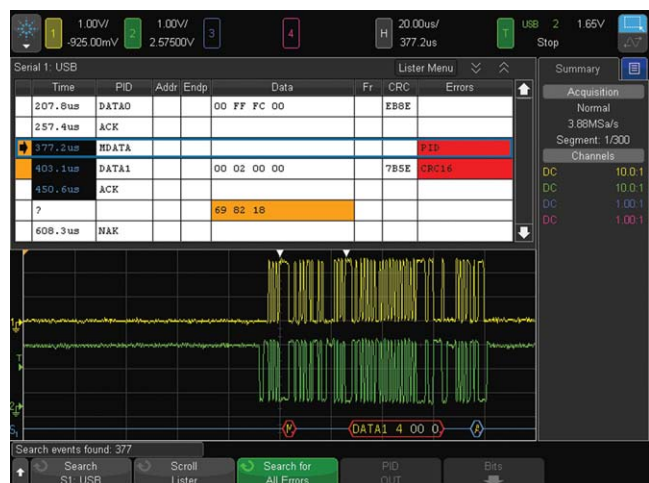 1 1.00V/ 2 1.00V/ 3 4 H 20.00us/ T USB 2 1.65V
-925.00mV 2.57500V 377.2us Stop
Serial 1: USB Lister Menu Summary
Time PID Addr Endp Data Fr CRC Errors
207.8us DATA0 00 FF FC 00 EB8E
257.4us ACK
377.2us MDATA PID
403.1us DATA1 00 02 00 00 7B5E CRC16
450.6us ACK
? 69 82 18
608.3us NAK
Acquisition
Normal
3.88MSa/s
Segment: 1/300
Channels
DC 10.0:1
DC 10.0:1
DC 1.00:1
DC 1.00:1
1
T
2
S1 M DATA1 4 00 0 A
Search events found: 377
Search Scroll Search for PID Bits
S1: USB Lister All Errors OUT